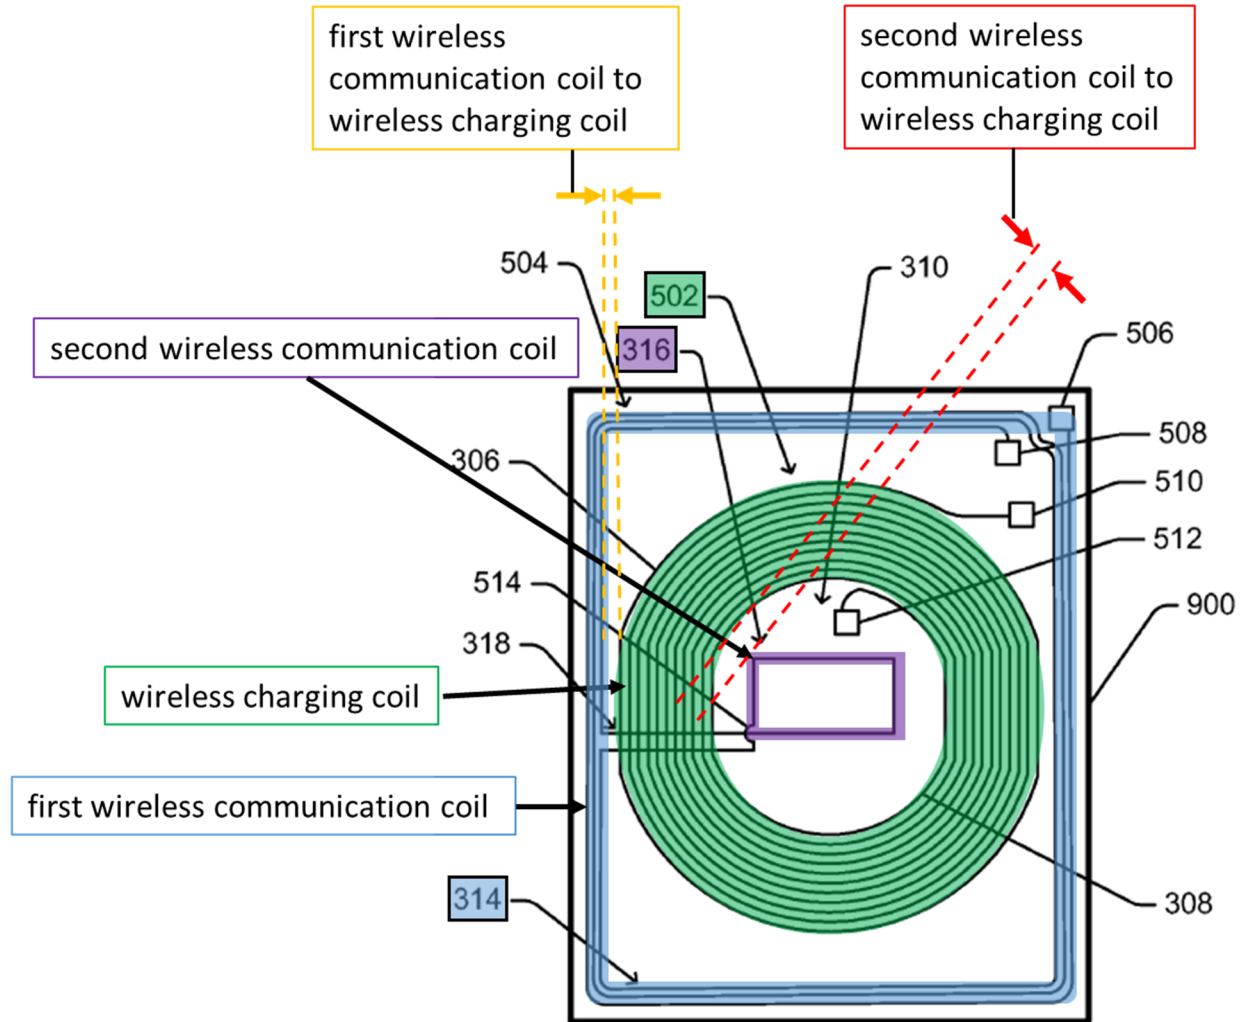 first wireless
communication coil to
wireless charging coil
second wireless
communication coil to
wireless charging coil
504
310
502
506
second wireless communication coil
316
508
306
510
512
514
900
318
wireless charging coil
first wireless communication coil
314
308